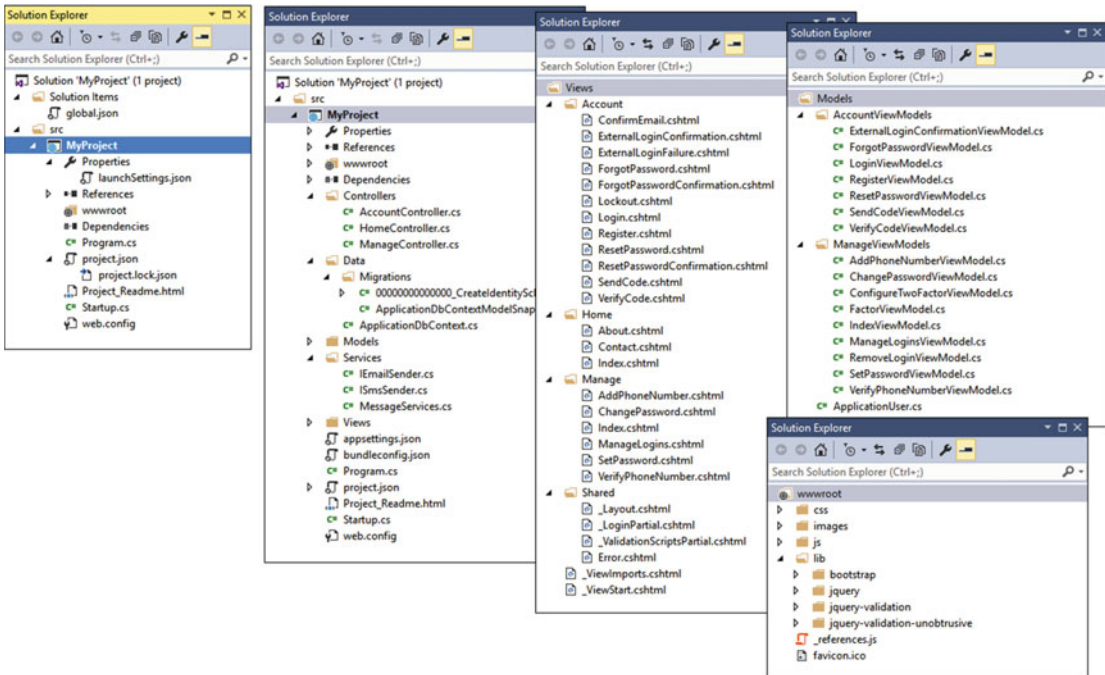 Solution Explorer
Search Solution Explorer (Ctrl+;)
Solution 'MyProject' (1 project)
Solution Items
global.json
src
MyProject
Properties
launchSettings.json
References
wwwroot
Dependencies
Program.cs
project.json
project.lock.json
Project_Readme.html
Startup.cs
web.config
Solution Explorer
Search Solution Explorer (Ctrl+;)
Solution 'MyProject' (1 project)
src
MyProject
Properties
References
wwwroot
Dependencies
Controllers
AccountController.cs
HomeController.cs
ManageController.cs
Data
Migrations
00000000000000_CreateIdentitySc
ApplicationDbContextModelSnap
ApplicationDbContext.cs
Models
Services
IEmailSender.cs
ISmsSender.cs
MessageServices.cs
Views
appsettings.json
bundleconfig.json
Program.cs
project.json
Project_Readme.html
Startup.cs
web.config
Solution Explorer
Search Solution Explorer (Ctrl+;)
Views
Account
ConfirmEmail.cshtml
ExternalLoginConfirmation.cshtml
ExternalLoginFailure.cshtml
ForgotPassword.cshtml
ForgotPasswordConfirmation.cshtml
Lockout.cshtml
Login.cshtml
Register.cshtml
ResetPassword.cshtml
ResetPasswordConfirmation.cshtml
SendCode.cshtml
VerifyCode.cshtml
Home
About.cshtml
Contact.cshtml
Index.cshtml
Manage
AddPhoneNumber.cshtml
ChangePassword.cshtml
Index.cshtml
ManageLogins.cshtml
SetPassword.cshtml
VerifyPhoneNumber.cshtml
Shared
_Layout.cshtml
_LoginPartial.cshtml
_ValidationScriptsPartial.cshtml
Error.cshtml
_ViewImports.cshtml
_ViewStart.cshtml
Solution Explorer
Search Solution Explorer (Ctrl+;)
Models
AccountViewModels
ExternalLoginConfirmationViewModel.cs
ForgotPasswordViewModel.cs
LoginViewModel.cs
RegisterViewModel.cs
ResetPasswordViewModel.cs
SendCodeViewModel.cs
VerifyCodeViewModel.cs
ManageViewModels
AddPhoneNumberViewModel.cs
ChangePasswordViewModel.cs
ConfigureTwoFactorViewModel.cs
FactorViewModel.cs
IndexViewModel.cs
ManageLoginsViewModel.cs
RemoveLoginViewModel.cs
SetPasswordViewModel.cs
VerifyPhoneNumberViewModel.cs
ApplicationUser.cs
Solution Explorer
Search Solution Explorer (Ctrl+;)
wwwroot
css
images
js
lib
bootstrap
jquery
jquery-validation
jquery-validation-unobtrusive
_references.js
favicon.ico